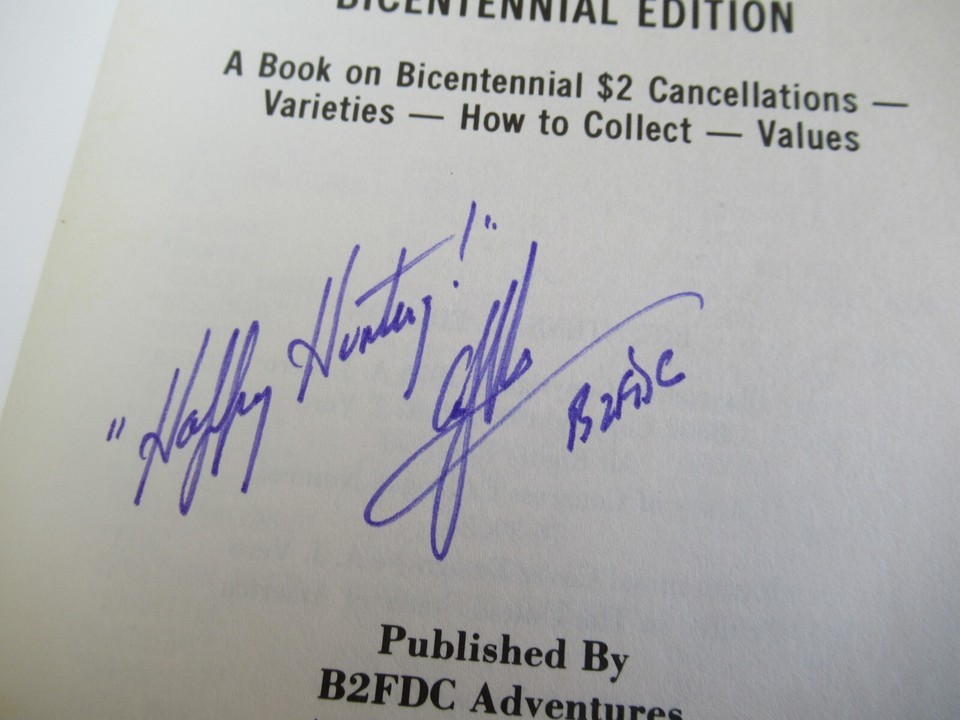 BICENTENNIAL EDITION
A Book on Bicentennial $2 Cancellations —
Varieties — How to Collect — Values
"Happy Hunting!"
B2FDC
Published By
B2FDC Adventures